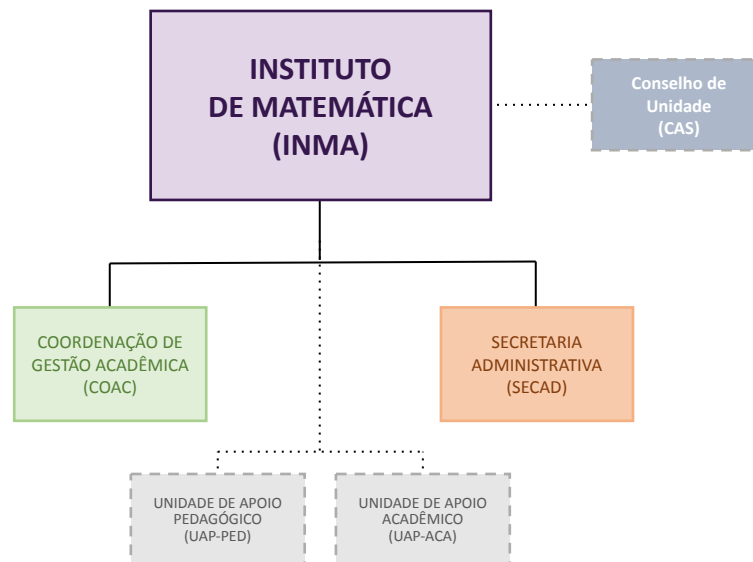 INSTITUTO
DE MATEMÁTICA
(INMA)
Conselho de
Unidade
(CAS)
COORDENAÇÃO DE
GESTÃO ACADÊMICA
(COAC)
SECRETARIA
ADMINISTRATIVA
(SECAD)
UNIDADE DE APOIO
PEDAGÓGICO
(UAP-PED)
UNIDADE DE APOIO
ACADÊMICO
(UAP-ACA)